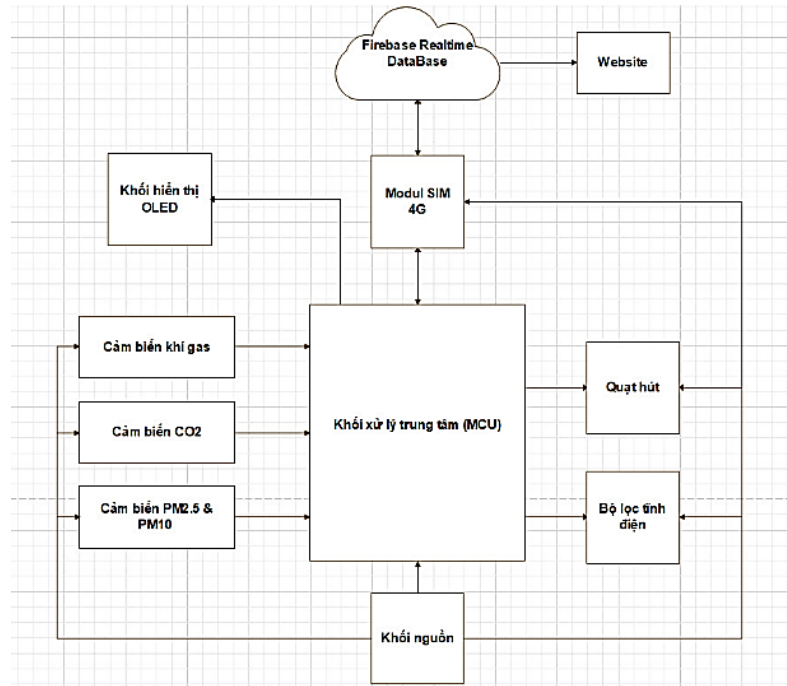 Firebase Realtime
DataBase
Website
Khối hiển thị
OLED
Modul SIM
4G
Cảm biến khí gas
Cảm biến CO2
Cảm biến PM2.5 &
PM10
Khối xử lý trung tâm (MCU)
Quạt hút
Bộ lọc tĩnh
điện
Khối nguồn